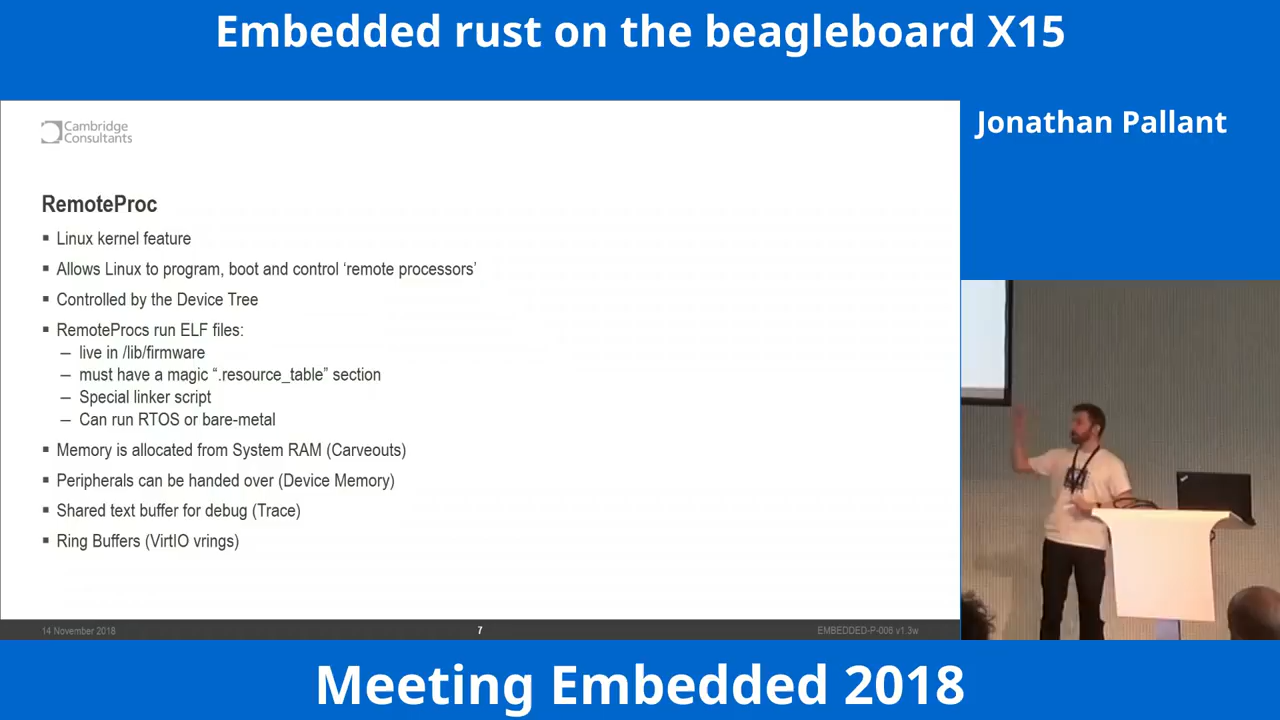 Embedded rust on the beagleboard X15
Cambridge
Consultants
Jonathan Pallant
RemoteProc
▪ Linux kernel feature
▪ Allows Linux to program, boot and control ‘remote processors’
▪ Controlled by the Device Tree
▪ RemoteProcs run ELF files:
– live in /lib/firmware
– must have a magic “.resource_table” section
– Special linker script
– Can run RTOS or bare-metal
▪ Memory is allocated from System RAM (Carveouts)
▪ Peripherals can be handed over (Device Memory)
▪ Shared text buffer for debug (Trace)
▪ Ring Buffers (VirtIO vrings)
14 November 2018
7
EMBEDDED-P-006 v1.3w
Meeting Embedded 2018